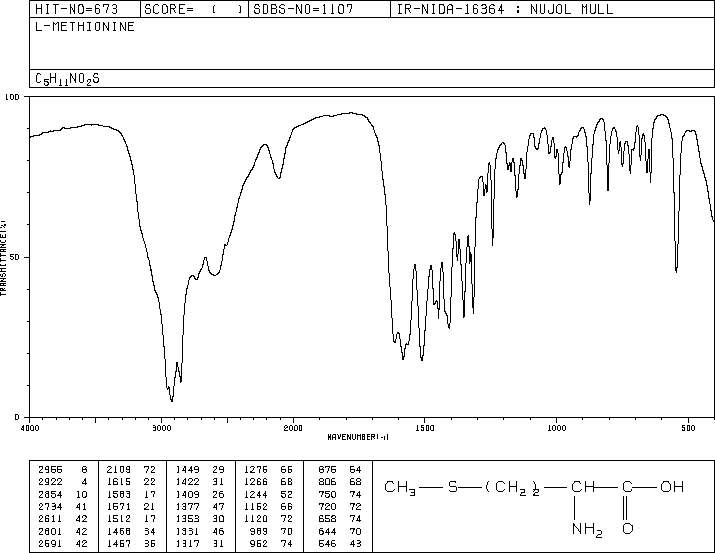 HIT-NO=673 SCORE= ( ) SDBS-NO=1107 IR-NIDA-16364 : NUJOL MULL
L-METHIONINE
C5H11NO2S
100
50
0
TRANSMITTANCE(%)
4000 3000 2000 1500 1000 500
WAVENUMBER(-1)
2955 6 2109 72 1449 29 1276 66 875 64
2922 4 1615 22 1422 31 1266 68 806 68
2854 10 1583 17 1409 26 1244 52 750 74
2734 41 1571 21 1377 47 1152 66 720 72
2611 42 1512 17 1353 30 1120 72 658 74
2601 42 1468 34 1331 46 989 70 644 70
2591 42 1457 36 1317 31 952 74 546 43
CH3 S (CH2)2 CH C OH
NH2 O